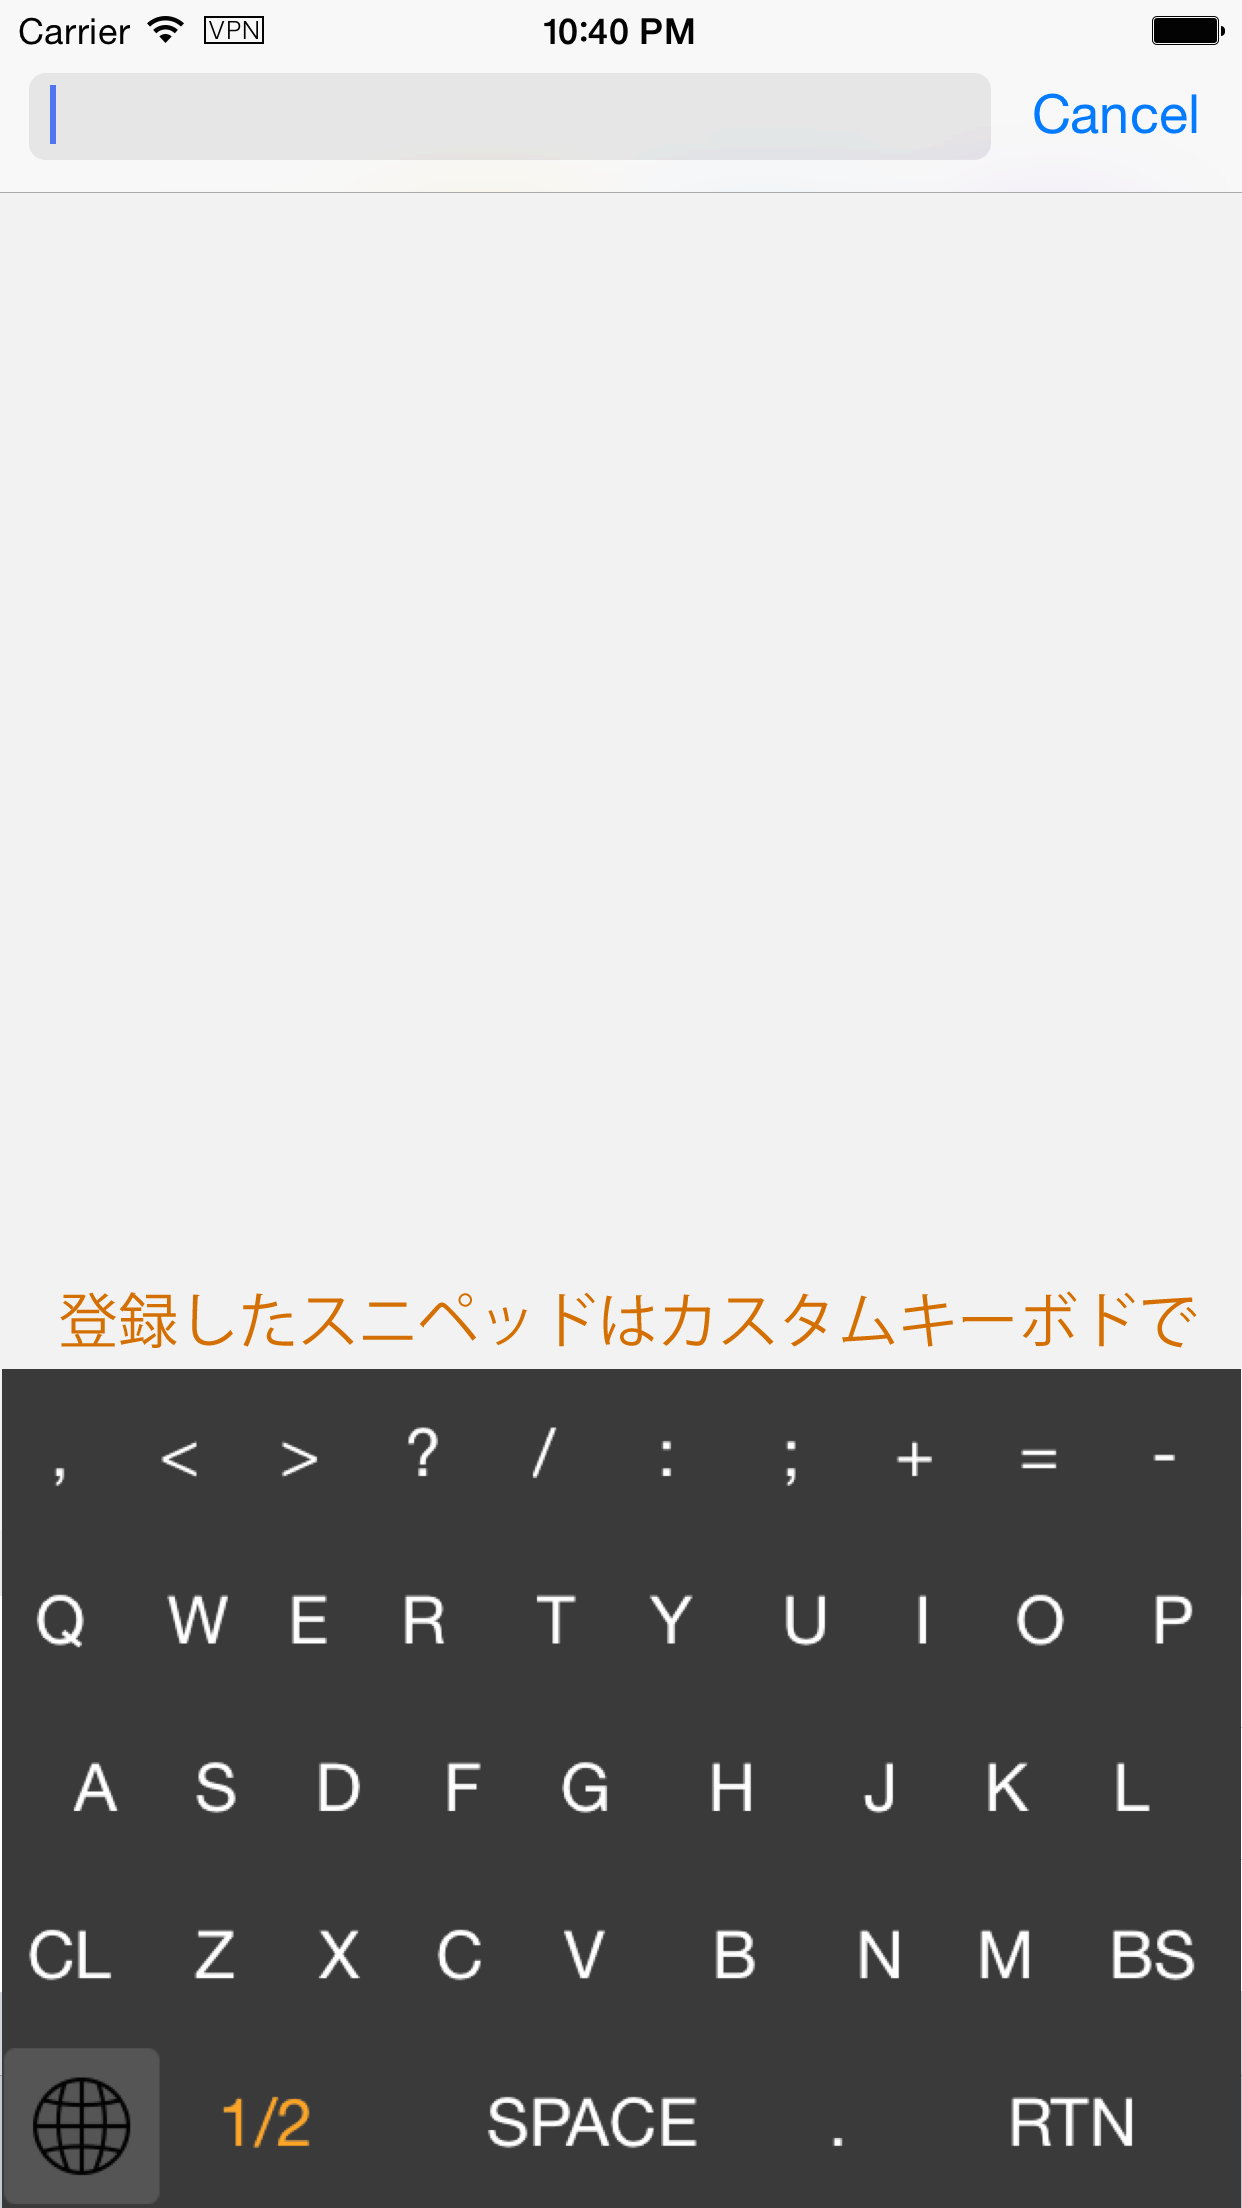 Carrier VPN 10:40 PM
Cancel
登録したスニペッドはカスタムキーボドで
, < > ? / : ; + = -
Q W E R T Y U I O P
A S D F G H J K L
CL Z X C V B N M BS
1/2 SPACE . RTN